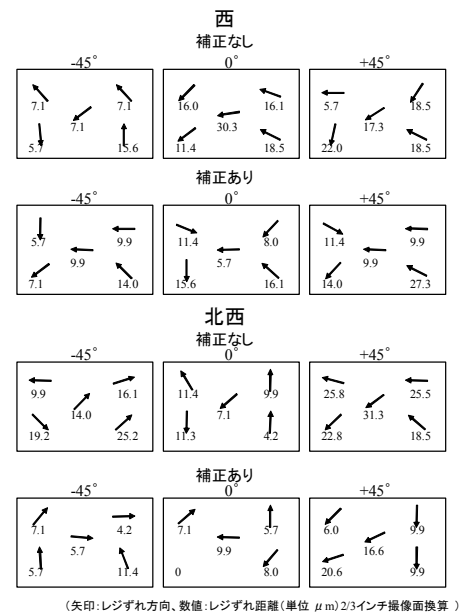 西
補正なし
-45° 0° +45°
7.1 7.1 16.0 16.1 5.7 18.5
7.1 30.3 17.3
5.7 15.6 11.4 18.5 22.0 18.5
補正あり
-45° 0° +45°
5.7 9.9 11.4 8.0 11.4 9.9
9.9 5.7 9.9
7.1 14.0 15.6 16.1 14.0 27.3
北西
補正なし
-45° 0° +45°
9.9 16.1 11.4 9.9 25.8 25.5
14.0 7.1 31.3
19.2 25.2 11.3 4.2 22.8 18.5
補正あり
-45° 0° +45°
7.1 4.2 7.1 5.7 6.0 9.9
5.7 9.9 16.6
5.7 11.4 0 8.0 20.6 9.9
(矢印:レジずれ方向、数値:レジずれ距離(単位 μm)2/3インチ撮像面換算)